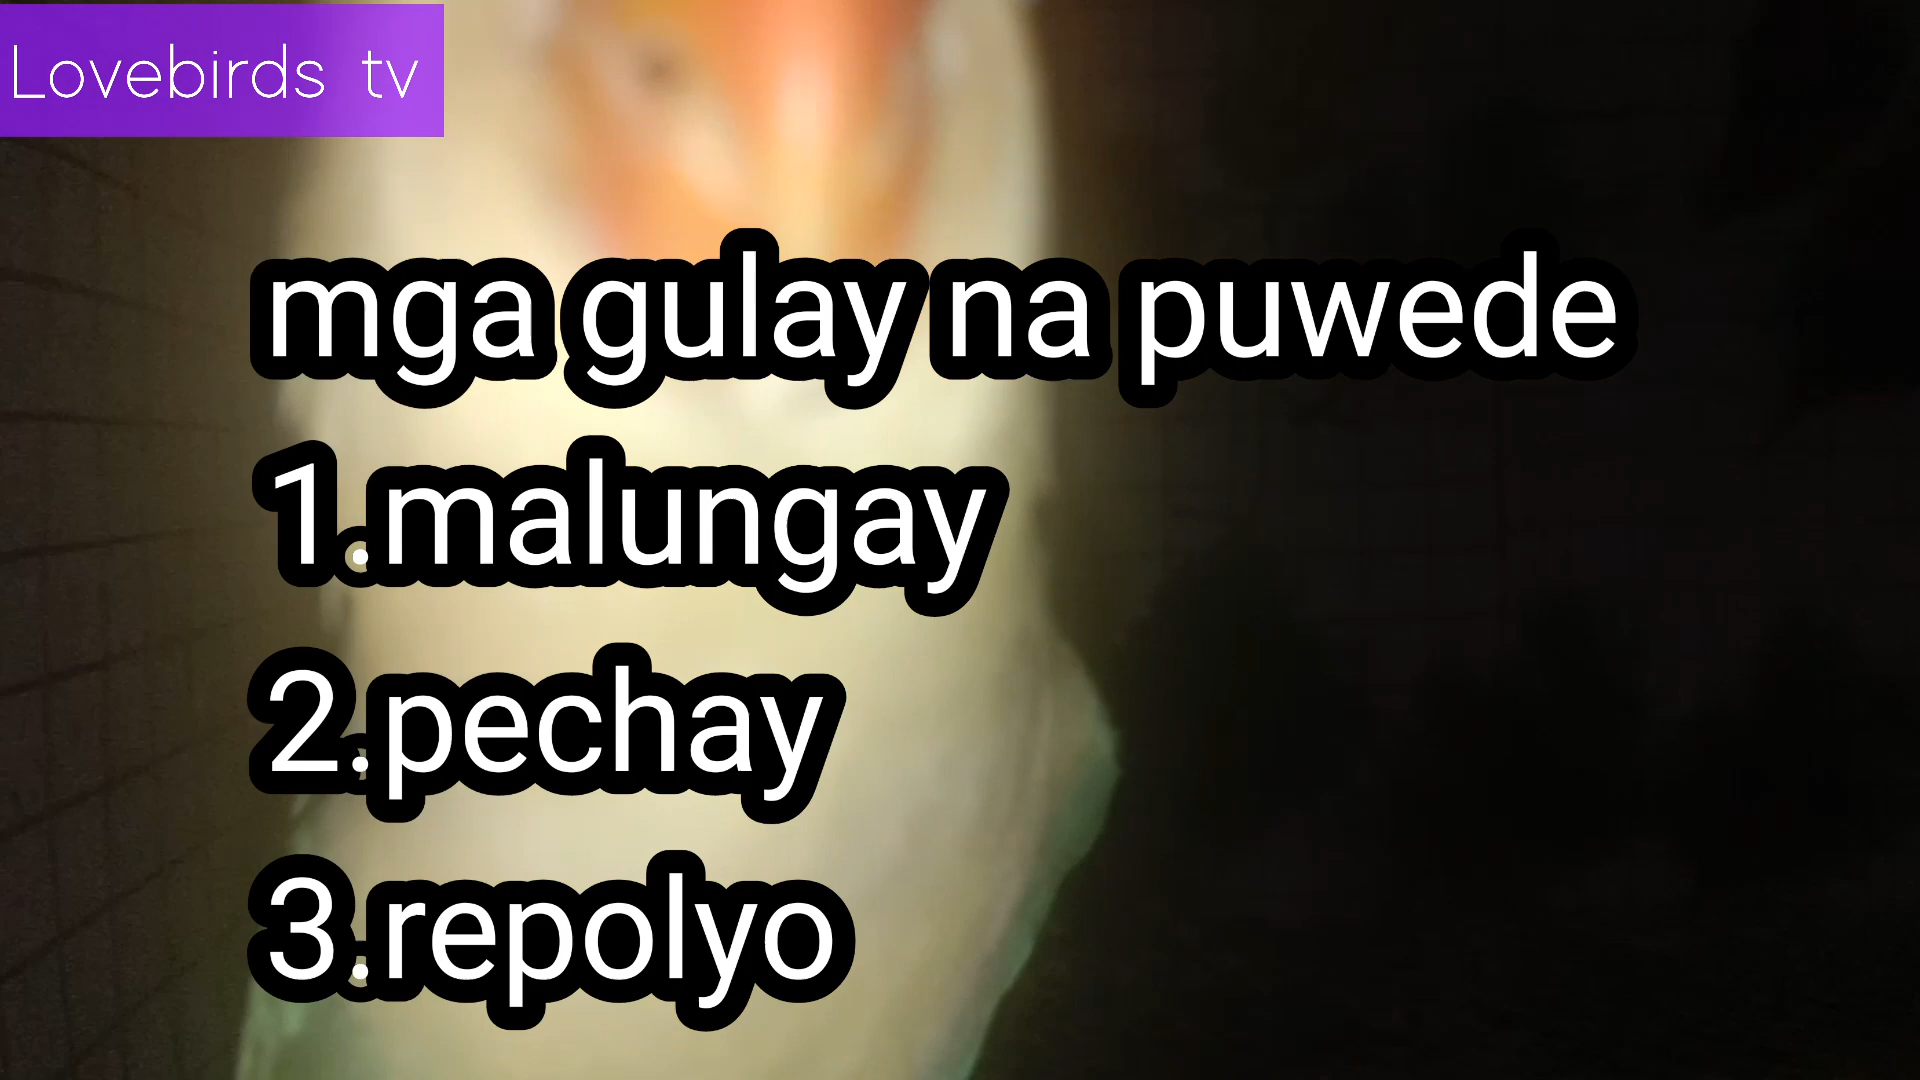 Lovebirds tv
mga gulay na puwede
1.malungay
2.pechay
3.repolyo